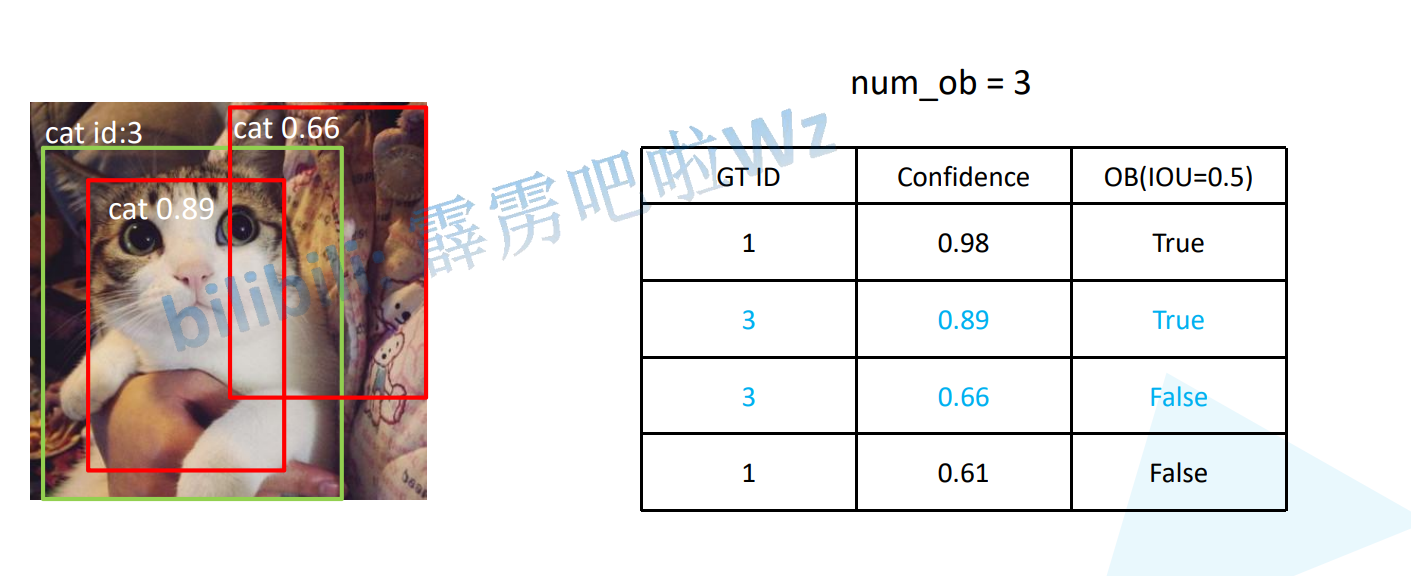 num_ob = 3
cat id:3
cat 0.66
cat 0.89
bilibili: 霹雳吧啦Wz
GT ID Confidence OB(IOU=0.5)
1 0.98 True
3 0.89 True
3 0.66 False
1 0.61 False